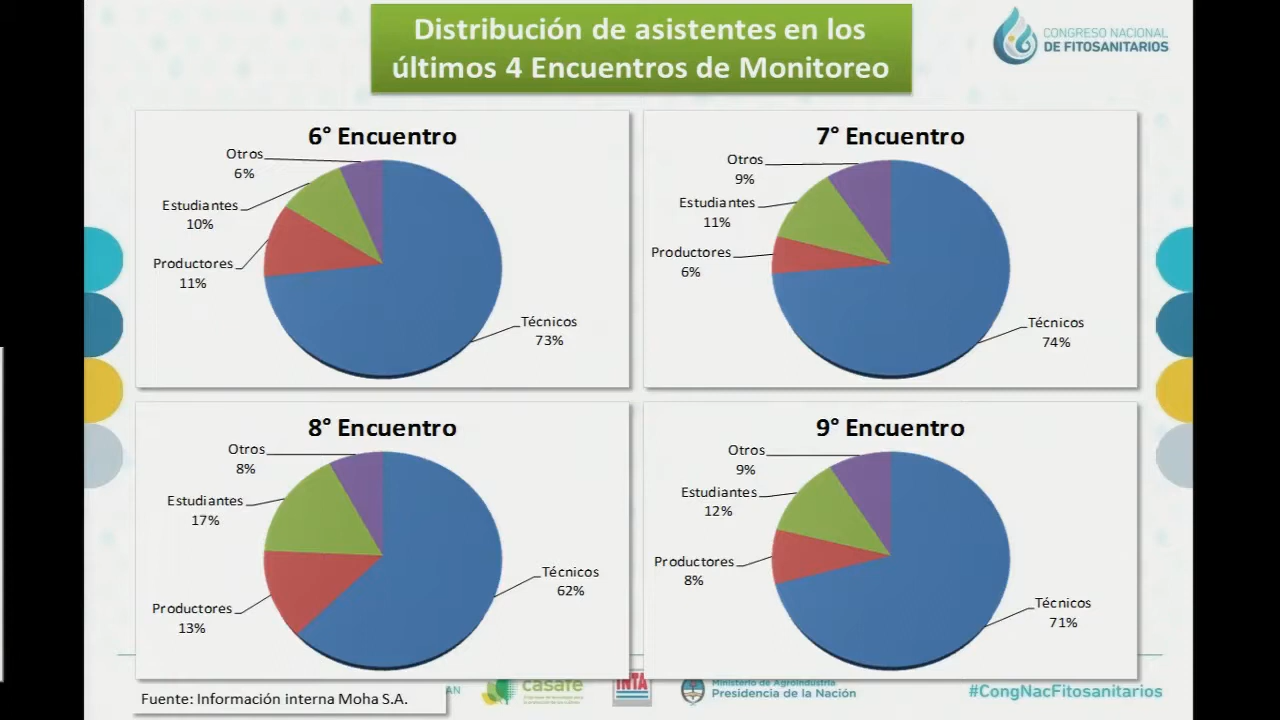 Distribución de asistentes en los
últimos 4 Encuentros de Monitoreo
CONGRESO NACIONAL
DE FITOSANITARIOS
6° Encuentro
Otros
6%
Estudiantes
10%
Productores
11%
Técnicos
73%
7° Encuentro
Otros
9%
Estudiantes
11%
Productores
6%
Técnicos
74%
8° Encuentro
Otros
8%
Estudiantes
17%
Productores
13%
Técnicos
62%
9° Encuentro
Otros
9%
Estudiantes
12%
Productores
8%
Técnicos
71%
Fuente: Información interna Moha S.A.
AN
casafe
INTA
Ministerio de Agroindustria
Presidencia de la Nación
#CongNacFitosanitarios